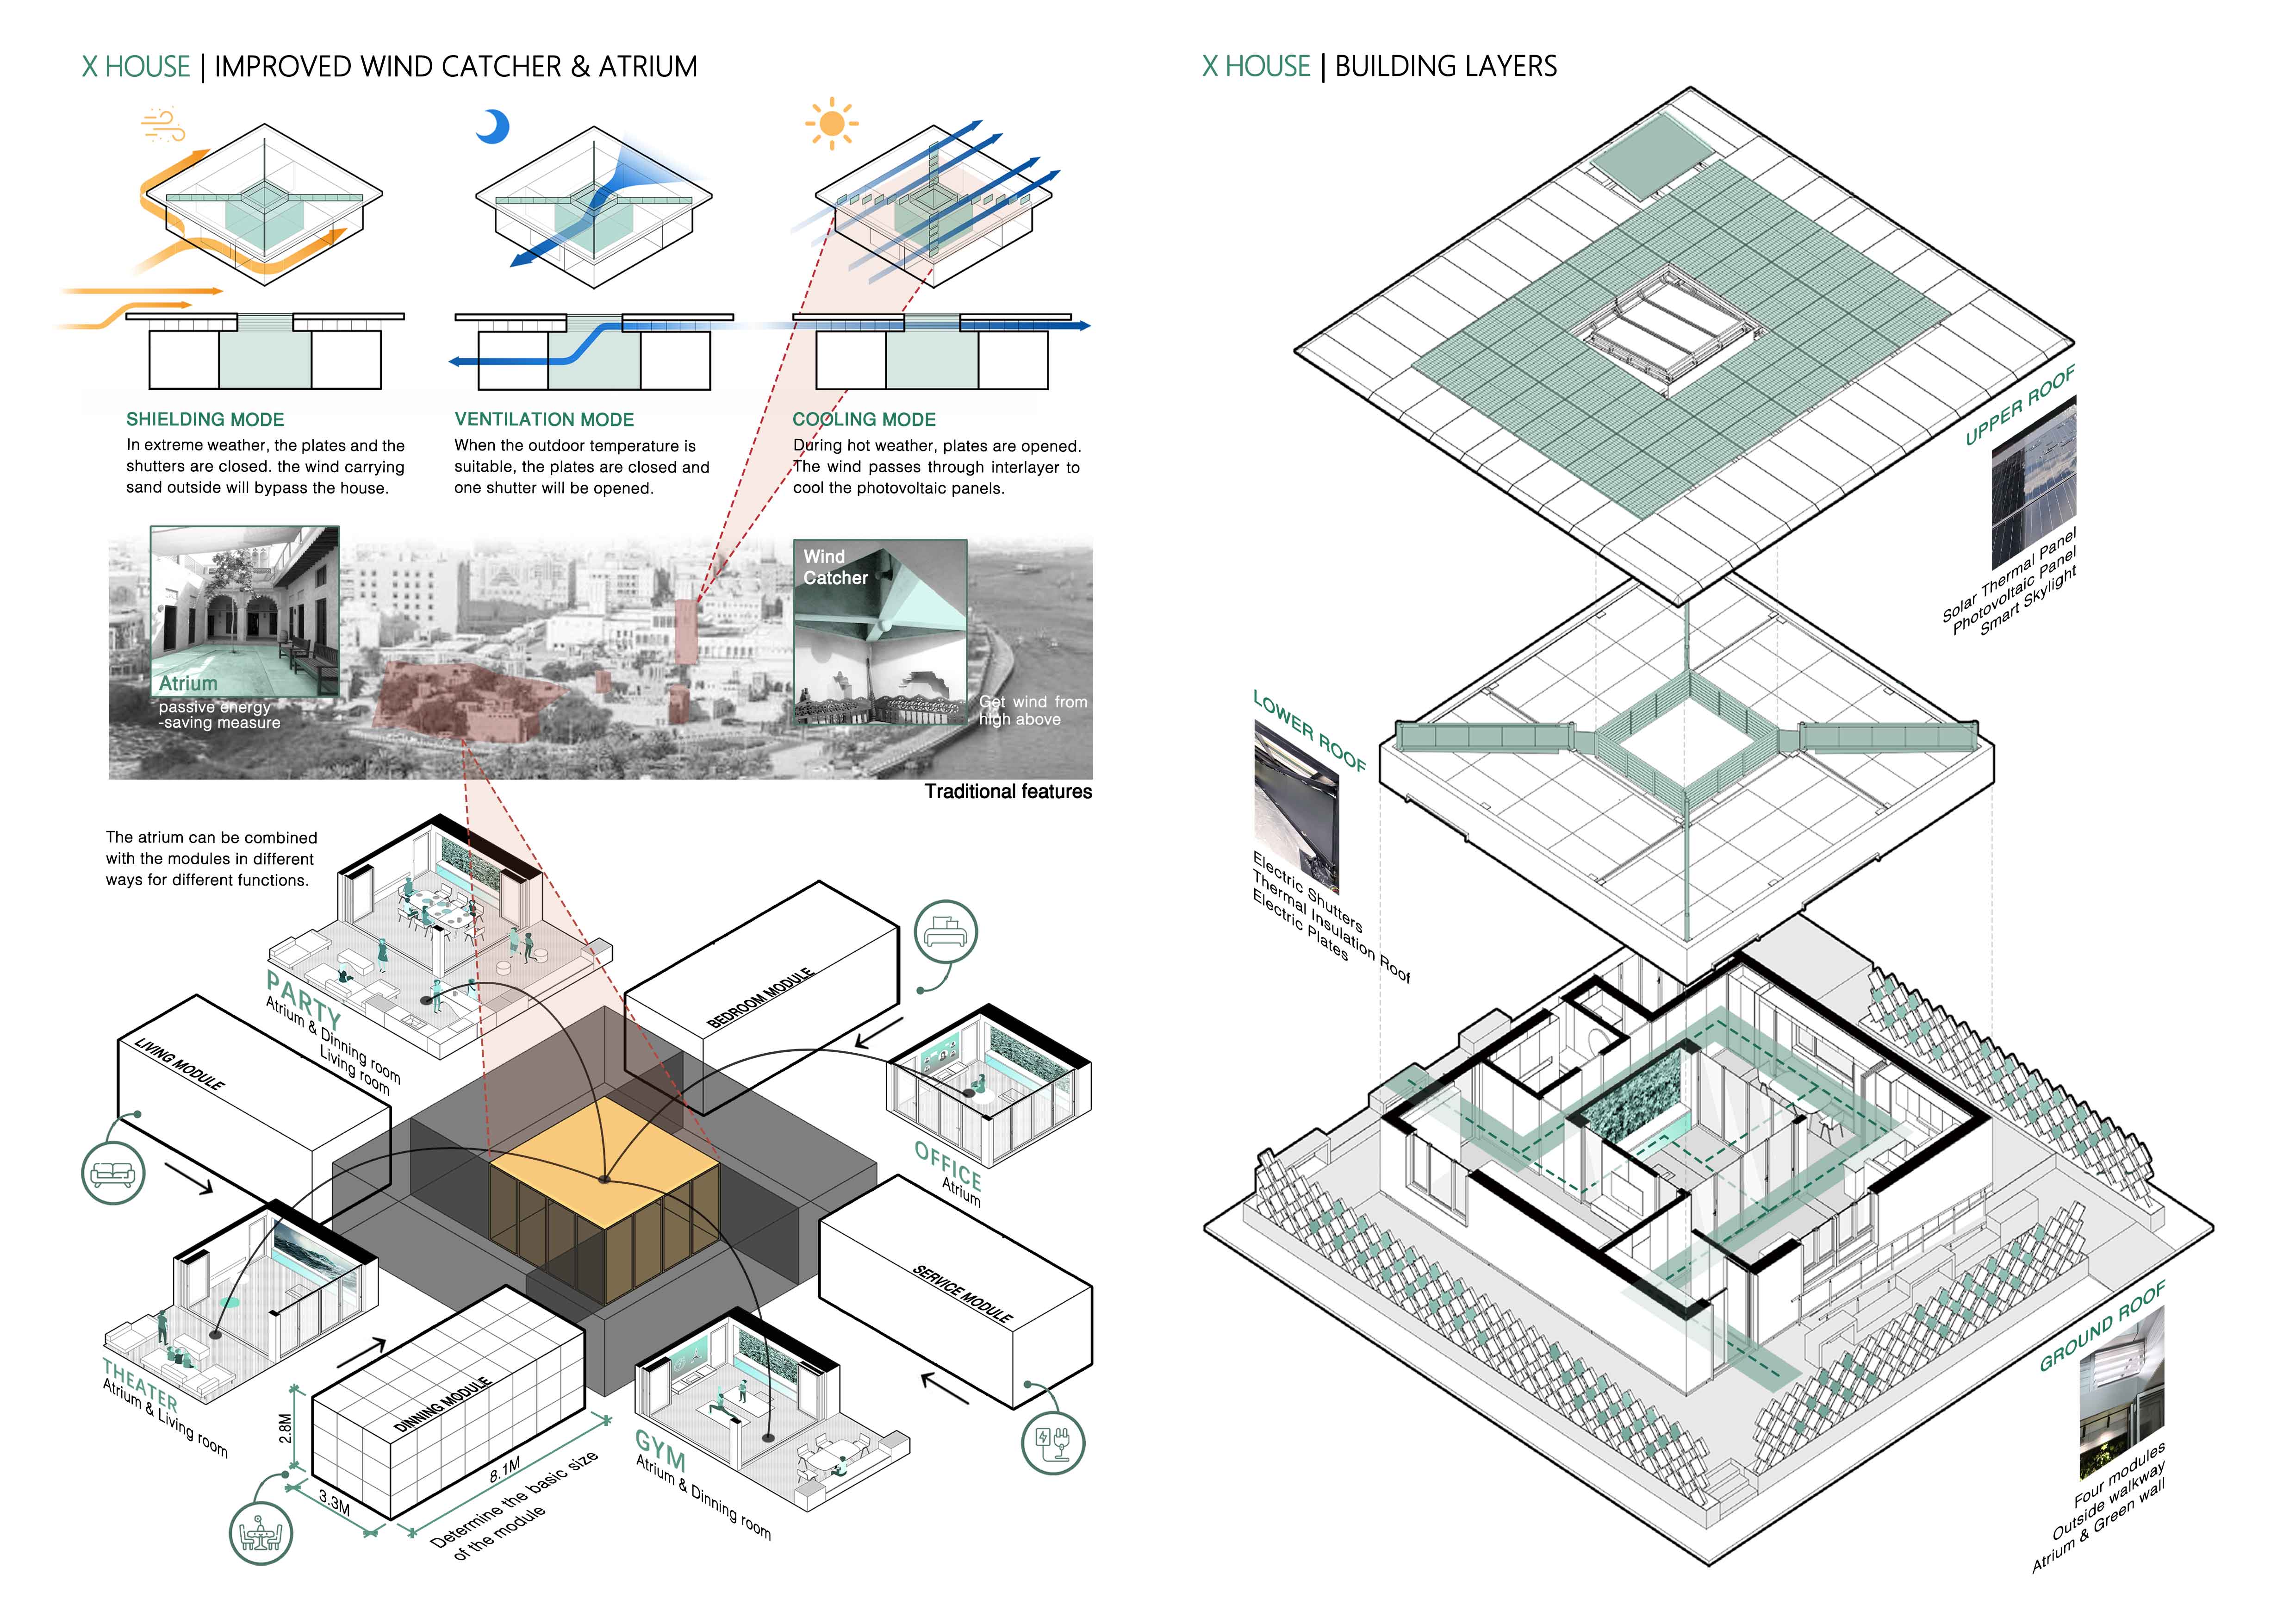 X HOUSE | IMPROVED WIND CATCHER & ATRIUM
SHIELDING MODE
In extreme weather, the plates and the
shutters are closed. the wind carrying
sand outside will bypass the house.
VENTILATION MODE
When the outdoor temperature is
suitable, the plates are closed and
one shutter will be opened.
COOLING MODE
During hot weather, plates are opened.
The wind passes through interlayer to
cool the photovoltaic panels.
Atrium
passive energy
-saving measure
Wind
Catcher
Get wind from
high above
Traditional features
The atrium can be combined
with the modules in different
ways for different functions.
PARTY
Atrium & Dinning room
Living room
BEDROOM MODULE
LIVING MODULE
OFFICE
Atrium
SERVICE MODULE
THEATER
Atrium & Living room
DINNING MODULE
2.8M
3.3M
8.1M
Determine the basic size
of the module
GYM
Atrium & Dinning room
X HOUSE | BUILDING LAYERS
UPPER ROOF
Solar Thermal Panel
Photovoltaic Panel
Smart Skylight
LOWER ROOF
Electric Shutters
Thermal Insulation Roof
Electric Plates
GROUND ROOF
Four modules
Outside walkway
Atrium & Green wall